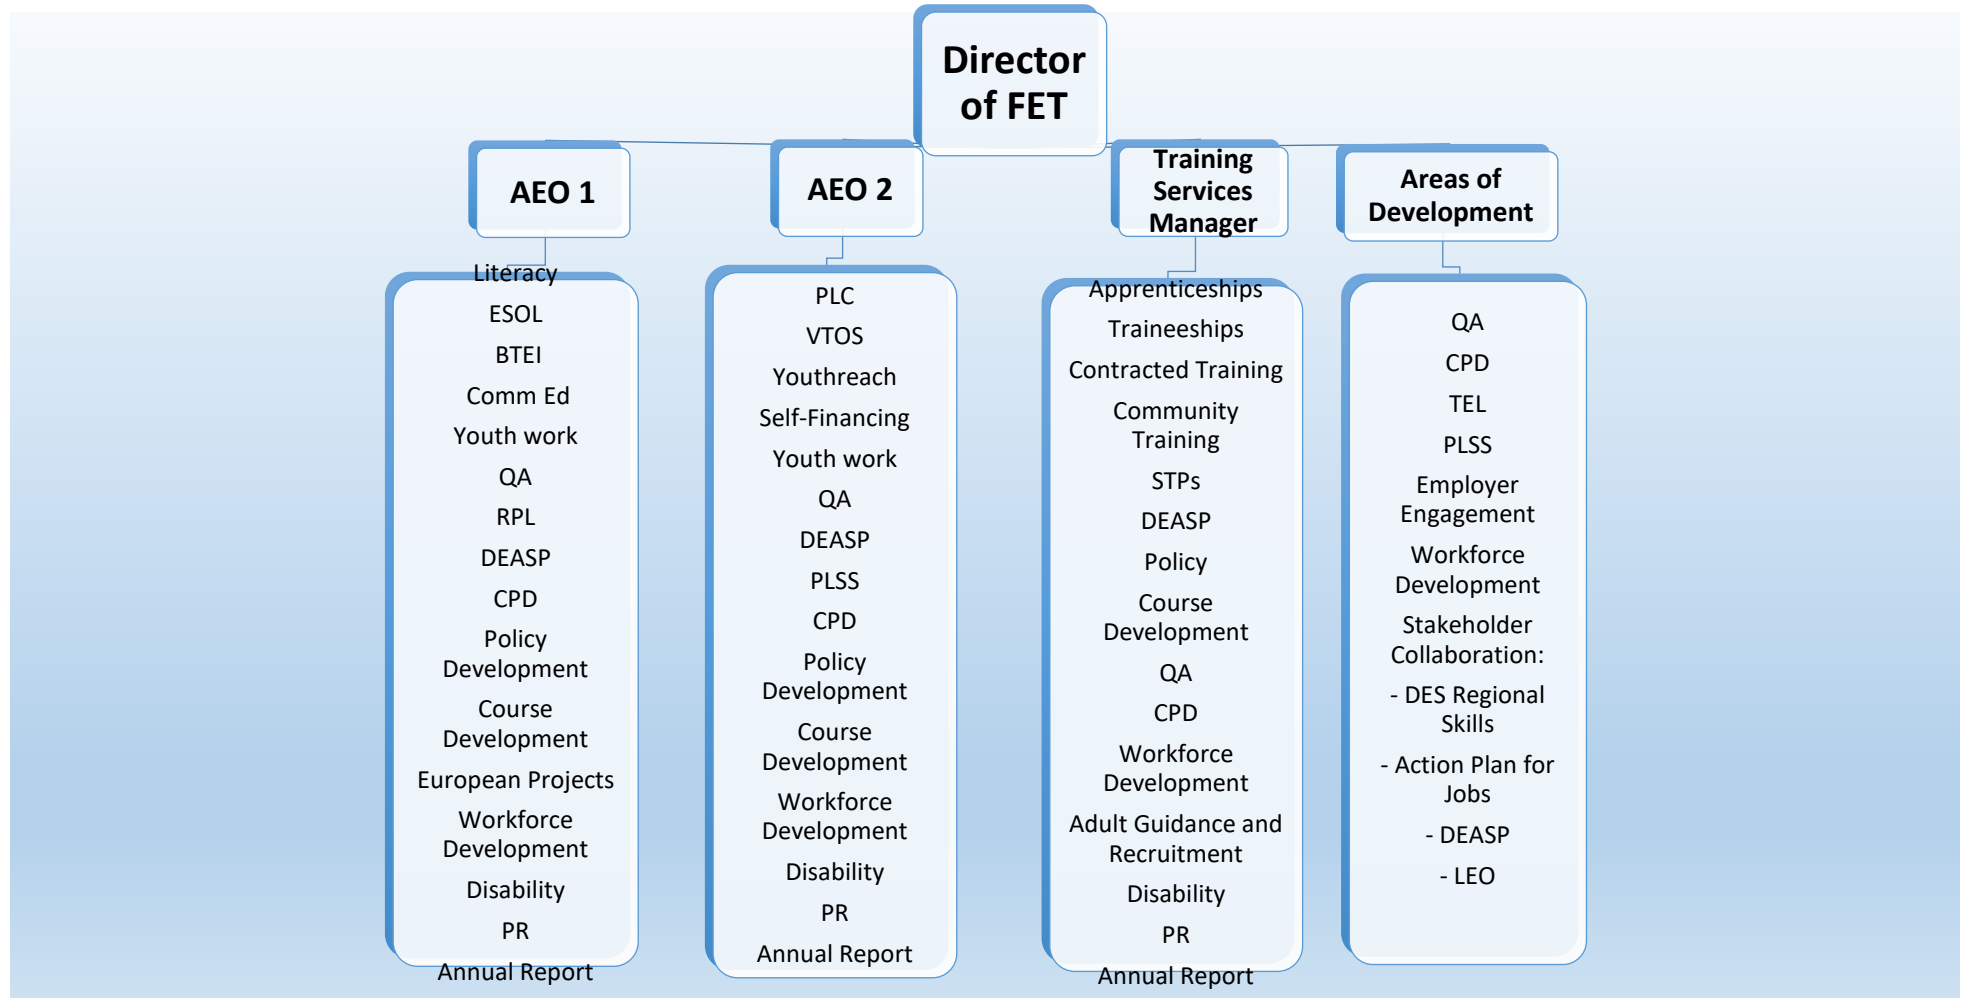 Director
of FET
AEO 1
Literacy
ESOL
BTEI
Comm Ed
Youth work
QA
RPL
DEASP
CPD
Policy
Development
Course
Development
European Projects
Workforce
Development
Disability
PR
Annual Report
AEO 2
PLC
VTOS
Youthreach
Self-Financing
Youth work
QA
DEASP
PLSS
CPD
Policy
Development
Course
Development
Workforce
Development
Disability
PR
Annual Report
Training
Services
Manager
Apprenticeships
Traineeships
Contracted Training
Community
Training
STPs
DEASP
Policy
Course
Development
QA
CPD
Workforce
Development
Adult Guidance and
Recruitment
Disability
PR
Annual Report
Areas of
Development
QA
CPD
TEL
PLSS
Employer
Engagement
Workforce
Development
Stakeholder
Collaboration:
- DES Regional
Skills
- Action Plan for
Jobs
- DEASP
- LEO